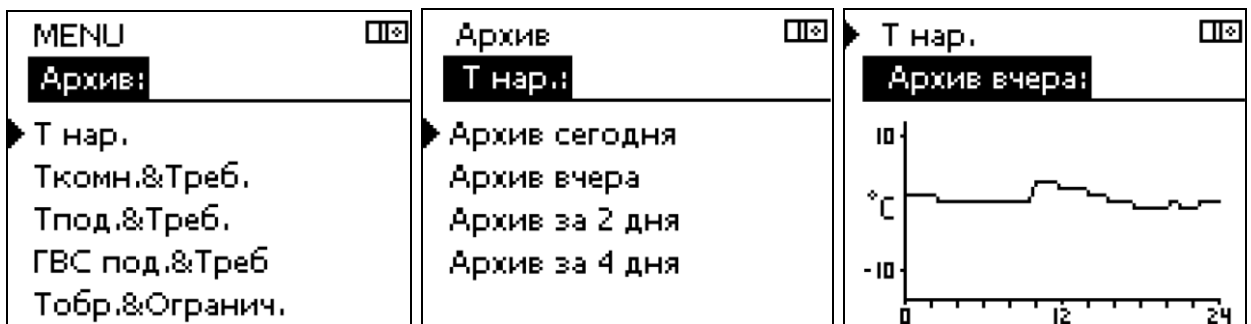 MENU
Архив:
Т нар.
Ткомн.&Треб.
Тпод.&Треб.
ГВС под.&Треб
Тобр.&Огранич.
Архив
Т нар.:
Архив сегодня
Архив вчера
Архив за 2 дня
Архив за 4 дня
Т нар.
Архив вчера:
10
°C
-10
0 12 24